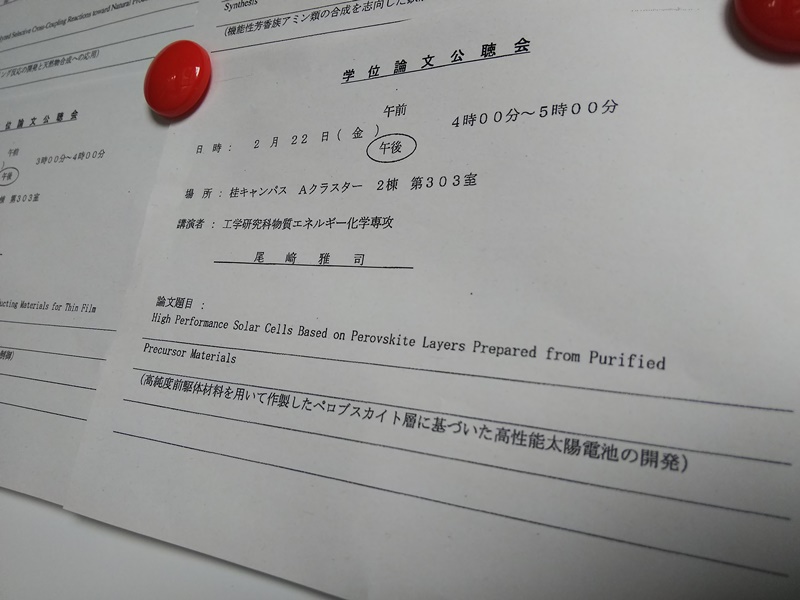 Selective Cross-Coupling Reactions toward Natural
Synthesis
(機能性芳香族アミン類の合成を志向した
位論文公聴会
午前
午後
3時００分～4時００分
第３０３室
ucting Materials for Thin Film
学位論文公聴会
日時： 2月 22日（金） 午前
午後
4時００分～5時００分
場所：桂キャンパス Aクラスター 2棟 第３０３室
講演者：工学研究科物質エネルギー化学専攻
尾﨑雅司
論文題目：
High Performance Solar Cells Based on Perovskite Layers Prepared from Purified
Precursor Materials
(高純度前駆体材料を用いて作製したペロブスカイト層に基づいた高性能太陽電池の開発)